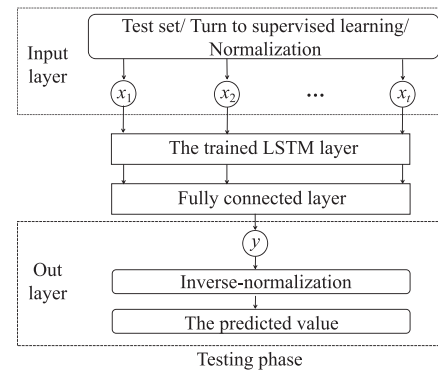 Test set/ Turn to supervised learning/
Normalization
Input
layer
x1 x2 ... xt
The trained LSTM layer
Fully connected layer
y
Out
layer
Inverse-normalization
The predicted value
Testing phase